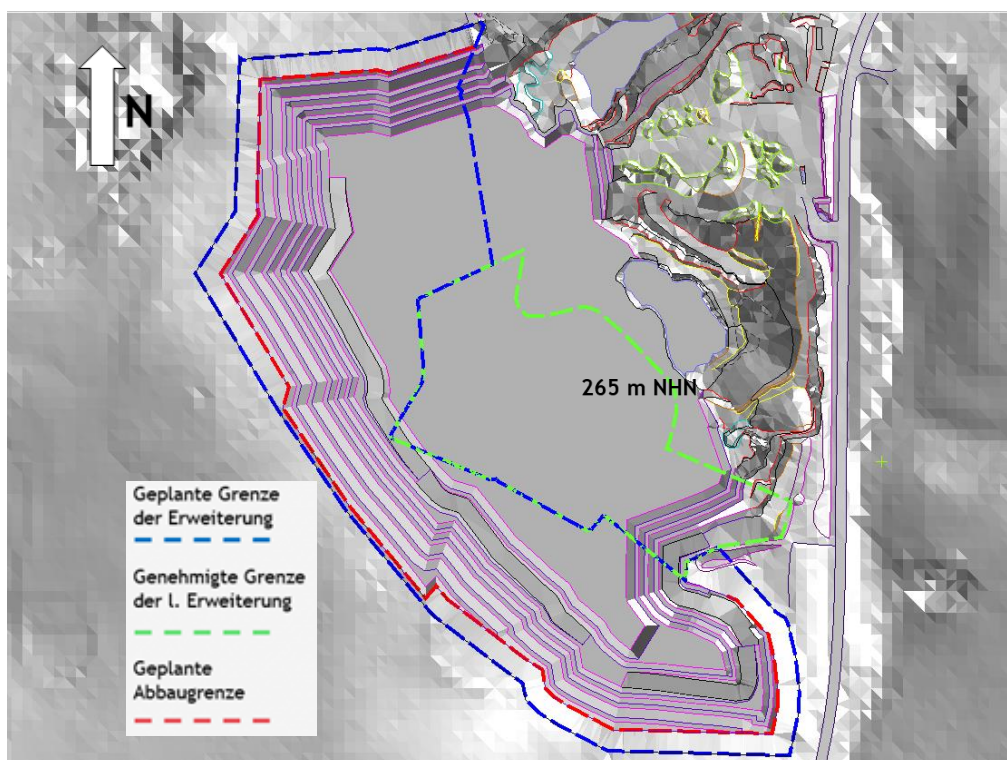 N
265 m NHN
Geplante Grenze
der Erweiterung
Genehmigte Grenze
der l. Erweiterung
Geplante
Abbaugrenze